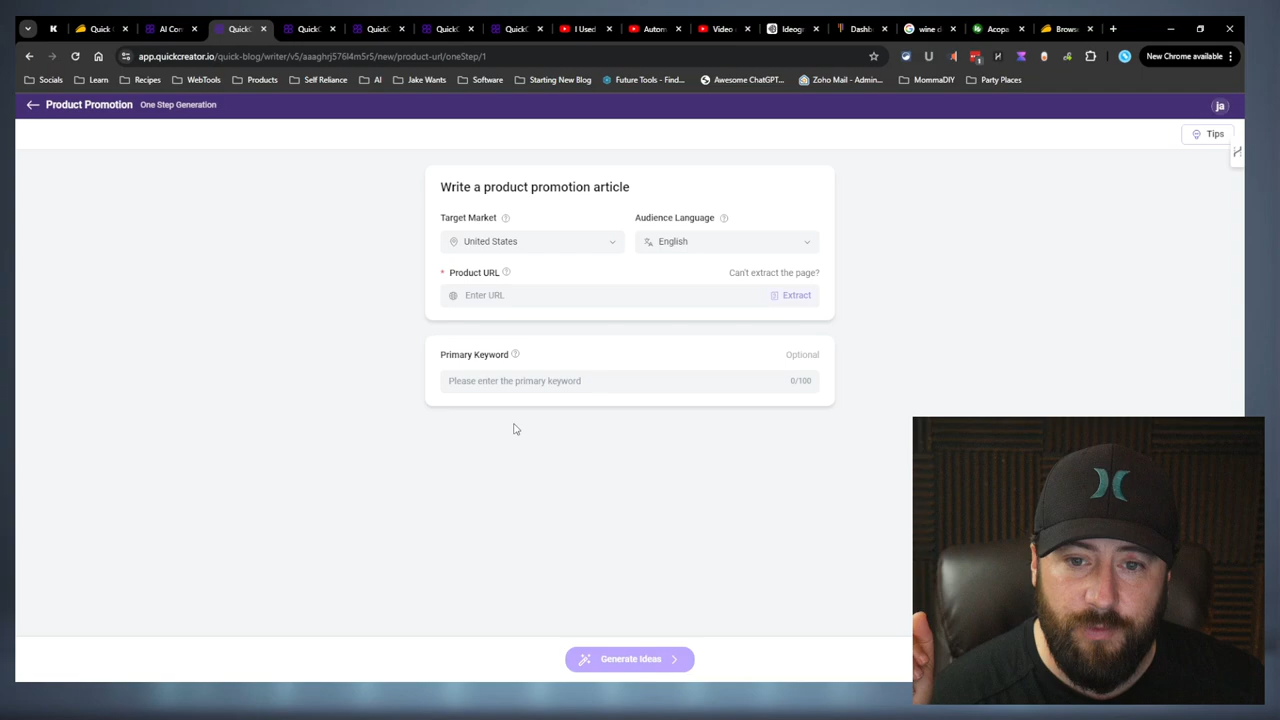 K
Quick
AI Con
Quick
Quick
Quick
Quick
Quick
I Used
Autom
Video
Ideogr
Dashb
wine c
Acopa
Brows
app.quickcreator.io/quick-blog/writer/v5/aaaghrj576l4m5r5/new/product-url/oneStep/1
New Chrome available
Socials
Learn
Recipes
WebTools
Products
Self Reliance
AI
Jake Wants
Software
Starting New Blog
Future Tools - Find...
Awesome ChatGPT...
Zoho Mail - Admin...
MommaDIY
Party Places
Product Promotion One Step Generation
ja
Tips
Write a product promotion article
Target Market Audience Language
United States English
* Product URL Can't extract the page?
Enter URL Extract
Primary Keyword Optional
Please enter the primary keyword 0/100
Generate Ideas